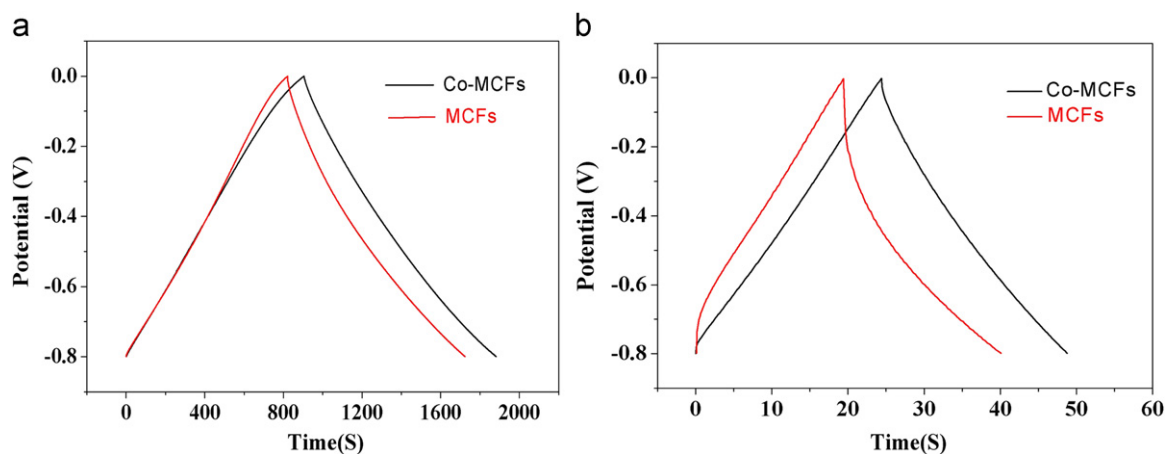 a
0.0
-0.2
-0.4
-0.6
-0.8
Potential (V)
Co-MCFs
MCFs
0 400 800 1200 1600 2000
Time(S)
b
0.0
-0.2
-0.4
-0.6
-0.8
Potential (V)
Co-MCFs
MCFs
0 10 20 30 40 50 60
Time(S)